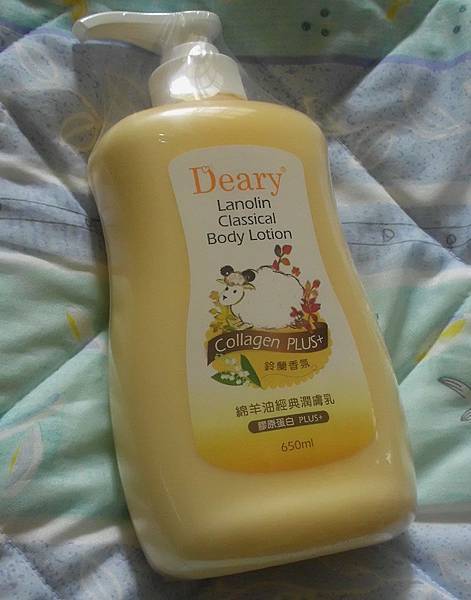 Deary®
Lanolin
Classical
Body Lotion
Collagen PLUS+
鈴蘭香氛
綿羊油經典潤膚乳
膠原蛋白 PLUS+
650ml